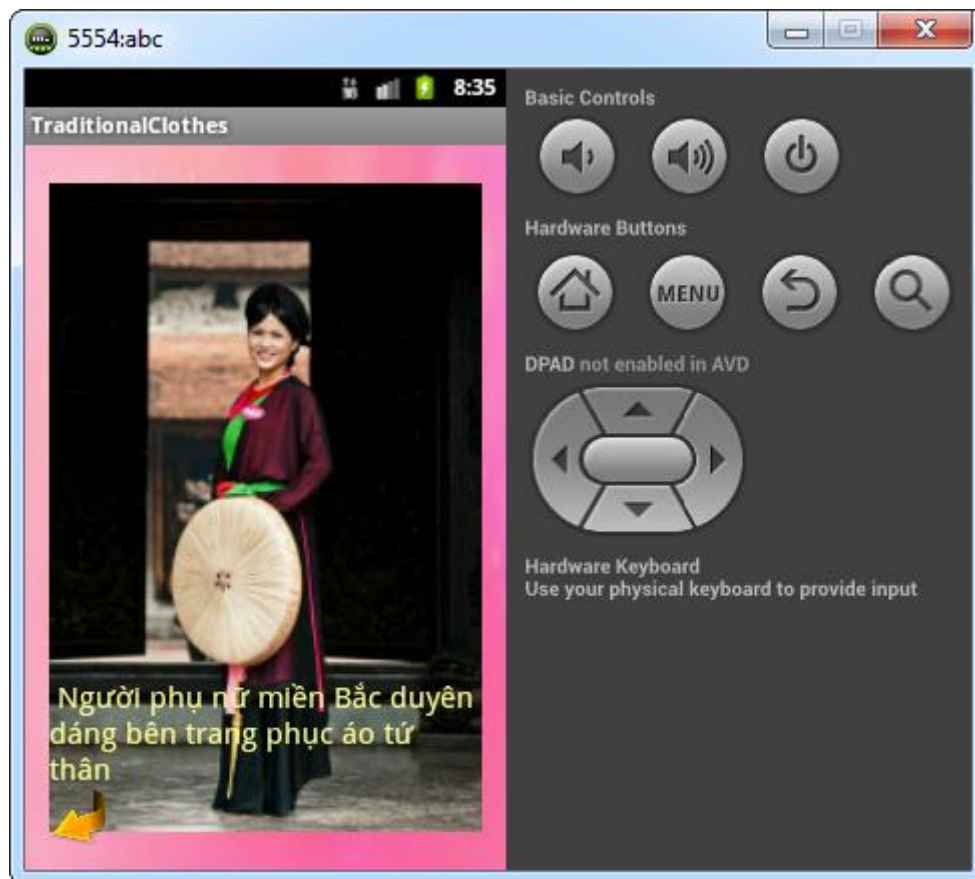 5554:abc
8:35
TraditionalClothes
Người phụ nữ miền Bắc duyên
dáng bên trang phục áo tứ
thân
Basic Controls
Hardware Buttons
MENU
DPAD not enabled in AVD
Hardware Keyboard
Use your physical keyboard to provide input